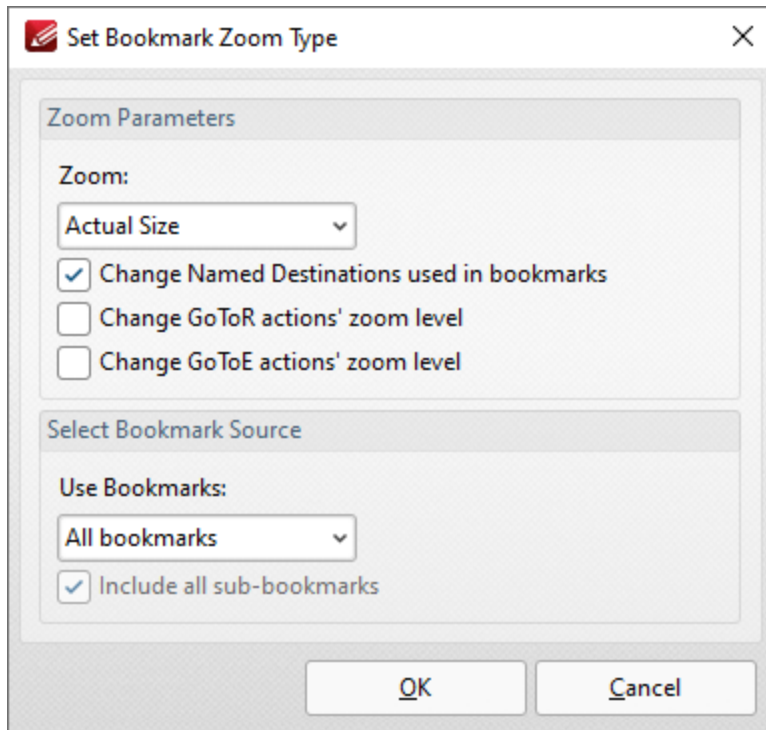 Set Bookmark Zoom Type
Zoom Parameters
Zoom:
Actual Size
Change Named Destinations used in bookmarks
Change GoToR actions' zoom level
Change GoToE actions' zoom level
Select Bookmark Source
Use Bookmarks:
All bookmarks
Include all sub-bookmarks
OK Cancel